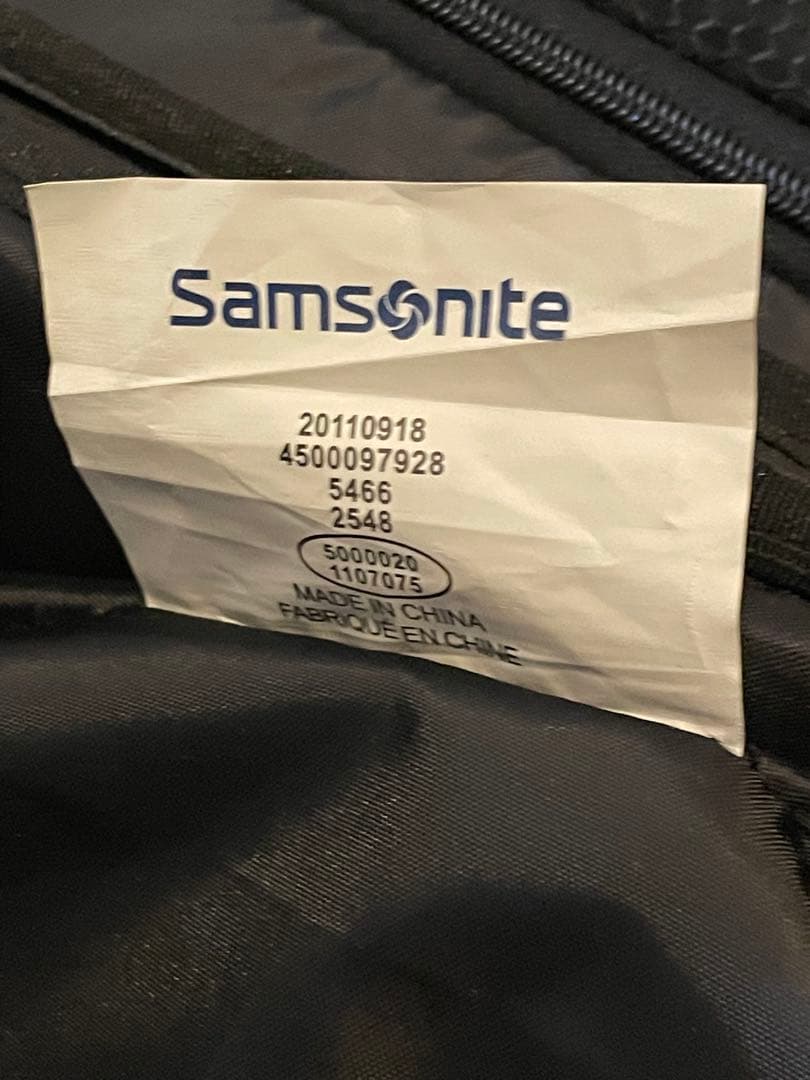 Samsonite
20110918
4500097928
5466
2548
5000020
1107075
MADE IN CHINA
FABRIQUE EN CHINE